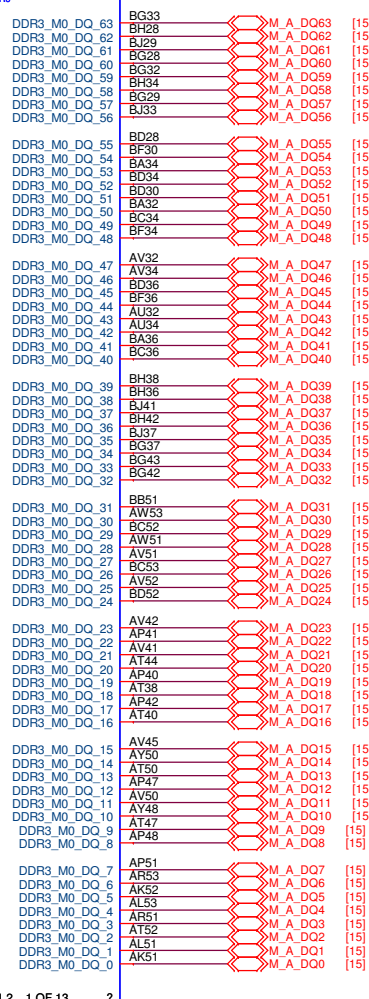 DDR3_M0_DQ_63 BG33 M_A_DQ63 [15
DDR3_M0_DQ_62 BH28 M_A_DQ62 [15
DDR3_M0_DQ_61 BJ29 M_A_DQ61 [15
DDR3_M0_DQ_60 BG28 M_A_DQ60 [15
DDR3_M0_DQ_59 BG32 M_A_DQ59 [15
DDR3_M0_DQ_58 BH34 M_A_DQ58 [15
DDR3_M0_DQ_57 BG29 M_A_DQ57 [15
DDR3_M0_DQ_56 BJ33 M_A_DQ56 [15
DDR3_M0_DQ_55 BD28 M_A_DQ55 [15
DDR3_M0_DQ_54 BF30 M_A_DQ54 [15
DDR3_M0_DQ_53 BA34 M_A_DQ53 [15
DDR3_M0_DQ_52 BD34 M_A_DQ52 [15
DDR3_M0_DQ_51 BD30 M_A_DQ51 [15
DDR3_M0_DQ_50 BA32 M_A_DQ50 [15
DDR3_M0_DQ_49 BC34 M_A_DQ49 [15
DDR3_M0_DQ_48 BF34 M_A_DQ48 [15
DDR3_M0_DQ_47 AV32 M_A_DQ47 [15
DDR3_M0_DQ_46 AV34 M_A_DQ46 [15
DDR3_M0_DQ_45 BD36 M_A_DQ45 [15
DDR3_M0_DQ_44 BF36 M_A_DQ44 [15
DDR3_M0_DQ_43 AU32 M_A_DQ43 [15
DDR3_M0_DQ_42 AU34 M_A_DQ42 [15
DDR3_M0_DQ_41 BA36 M_A_DQ41 [15
DDR3_M0_DQ_40 BC36 M_A_DQ40 [15
DDR3_M0_DQ_39 BH38 M_A_DQ39 [15
DDR3_M0_DQ_38 BH36 M_A_DQ38 [15
DDR3_M0_DQ_37 BJ41 M_A_DQ37 [15
DDR3_M0_DQ_36 BH42 M_A_DQ36 [15
DDR3_M0_DQ_35 BJ37 M_A_DQ35 [15
DDR3_M0_DQ_34 BG37 M_A_DQ34 [15
DDR3_M0_DQ_33 BG43 M_A_DQ33 [15
DDR3_M0_DQ_32 BG42 M_A_DQ32 [15
DDR3_M0_DQ_31 BB51 M_A_DQ31 [15
DDR3_M0_DQ_30 AW53 M_A_DQ30 [15
DDR3_M0_DQ_29 BC52 M_A_DQ29 [15
DDR3_M0_DQ_28 AW51 M_A_DQ28 [15
DDR3_M0_DQ_27 AV51 M_A_DQ27 [15
DDR3_M0_DQ_26 BC53 M_A_DQ26 [15
DDR3_M0_DQ_25 AV52 M_A_DQ25 [15
DDR3_M0_DQ_24 BD52 M_A_DQ24 [15
DDR3_M0_DQ_23 AV42 M_A_DQ23 [15
DDR3_M0_DQ_22 AP41 M_A_DQ22 [15
DDR3_M0_DQ_21 AV41 M_A_DQ21 [15
DDR3_M0_DQ_20 AT44 M_A_DQ20 [15
DDR3_M0_DQ_19 AP40 M_A_DQ19 [15
DDR3_M0_DQ_18 AT38 M_A_DQ18 [15
DDR3_M0_DQ_17 AP42 M_A_DQ17 [15
DDR3_M0_DQ_16 AT40 M_A_DQ16 [15
DDR3_M0_DQ_15 AV45 M_A_DQ15 [15
DDR3_M0_DQ_14 AY50 M_A_DQ14 [15
DDR3_M0_DQ_13 AT50 M_A_DQ13 [15
DDR3_M0_DQ_12 AP47 M_A_DQ12 [15
DDR3_M0_DQ_11 AV50 M_A_DQ11 [15
DDR3_M0_DQ_10 AY48 M_A_DQ10 [15
DDR3_M0_DQ_9 AT47 M_A_DQ9 [15]
DDR3_M0_DQ_8 AP48 M_A_DQ8 [15]
DDR3_M0_DQ_7 AP51 M_A_DQ7 [15]
DDR3_M0_DQ_6 AR53 M_A_DQ6 [15]
DDR3_M0_DQ_5 AK52 M_A_DQ5 [15]
DDR3_M0_DQ_4 AL53 M_A_DQ4 [15]
DDR3_M0_DQ_3 AR51 M_A_DQ3 [15]
DDR3_M0_DQ_2 AT52 M_A_DQ2 [15]
DDR3_M0_DQ_1 AL51 M_A_DQ1 [15]
DDR3_M0_DQ_0 AK51 M_A_DQ0 [15]
1 OF 13